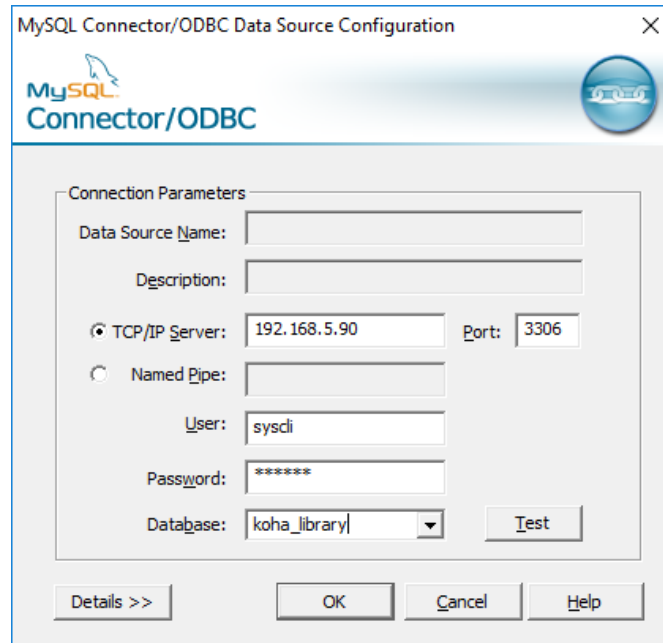 MySQL Connector/ODBC Data Source Configuration
MySQL
Connector/ODBC
Connection Parameters
Data Source Name:
Description:
TCP/IP Server: 192.168.5.90 Port: 3306
Named Pipe:
User: syscli
Password: ******
Database: koha_library Test
Details >> OK Cancel Help